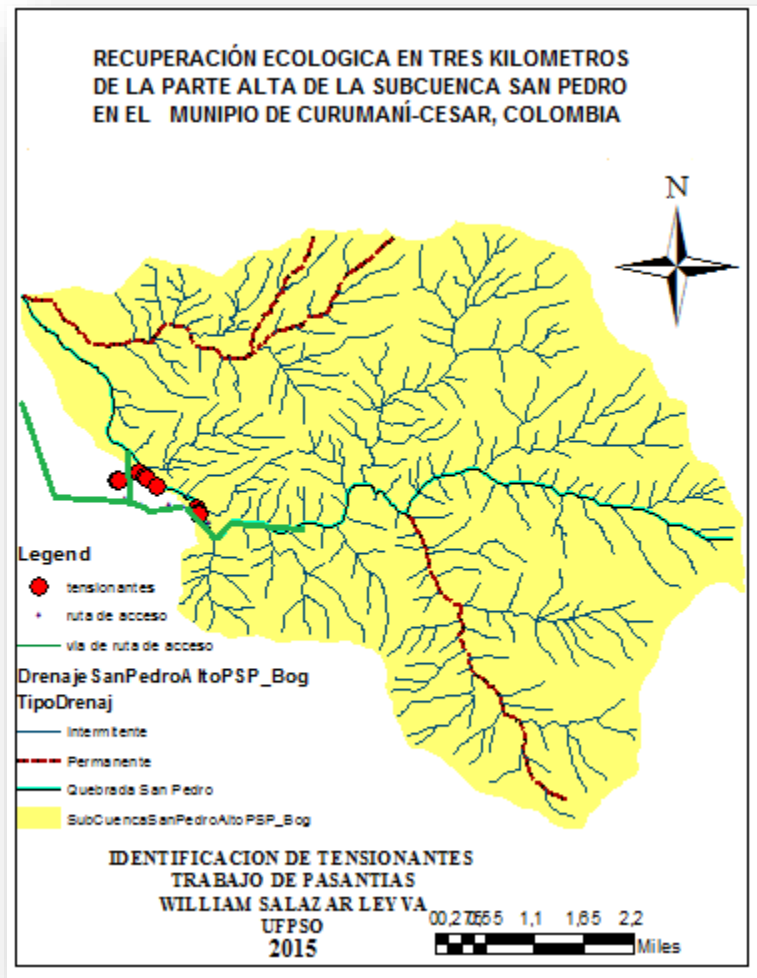 RECUPERACIÓN ECOLOGICA EN TRES KILOMETROS
DE LA PARTE ALTA DE LA SUBCUENCA SAN PEDRO
EN EL MUNIPIO DE CURUMANÍ-CESAR, COLOMBIA
N
Legend
tensionantes
ruta de acceso
via de ruta de acceso
DrenajeSanPedroAltoPSP_Bog
TipoDrenaj
Intermitente
Permanente
Quebrada San Pedro
SubCuencaSanPedroAltoPSP_Bog
IDENTIFICACION DE TENSIONANTES
TRABAJO DE PASANTIAS
WILLIAM SALAZAR LEYVA
UFPSO
2015
1,1 1,65 2,2
Miles